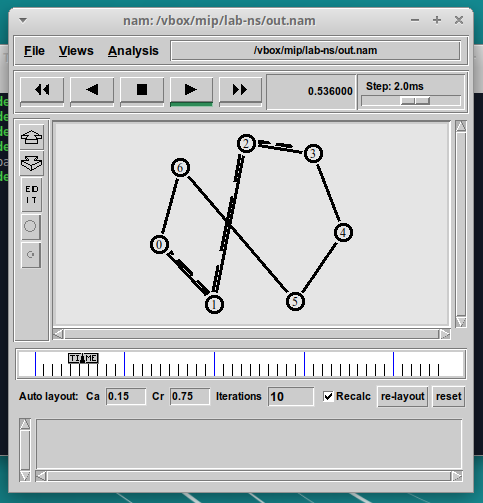 nam: /vbox/mip/lab-ns/out.nam
File Views Analysis /vbox/mip/lab-ns/out.nam
0.536000 Step: 2.0ms
ED
IT
2
3
6
4
0
5
1
TIME
Auto layout: Ca 0.15 Cr 0.75 Iterations 10 Recalc re-layout reset